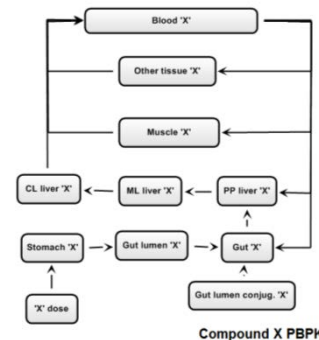 Blood 'X'
Other tissue 'X'
Muscle 'X'
CL liver 'X'
ML liver 'X'
PP liver 'X'
Stomach 'X'
Gut lumen 'X'
Gut 'X'
'X' dose
Gut lumen conjug. 'X'
Compound X PBPK